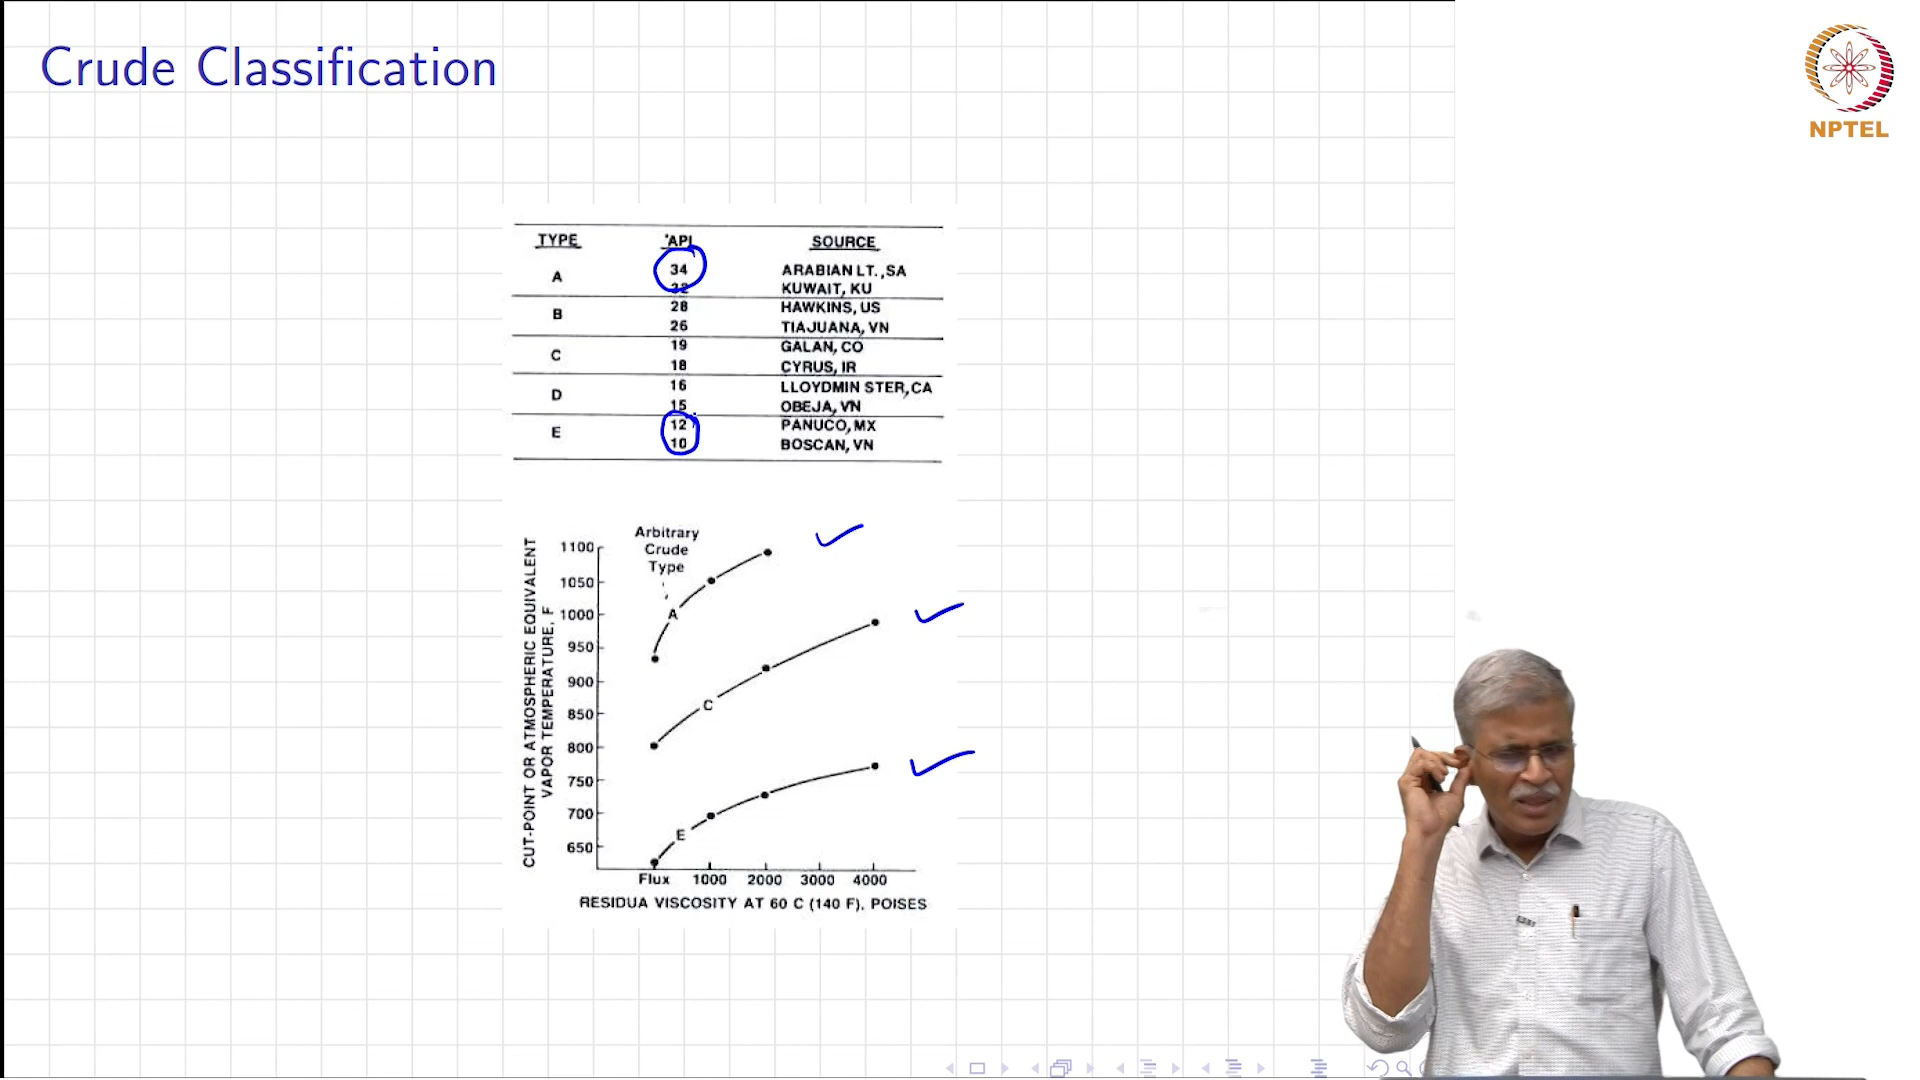 Crude Classification
NPTEL
TYPE °API SOURCE
A 34 ARABIAN LT., SA
32 KUWAIT, KU
B 28 HAWKINS, US
26 TIAJUANA, VN
C 19 GALAN, CO
18 CYRUS, IR
D 16 LLOYDMIN STER, CA
15 OBEJA, VN
E 12 PANUCO, MX
10 BOSCAN, VN
CUT-POINT OR ATMOSPHERIC EQUIVALENT
VAPOR TEMPERATURE, F
Arbitrary
Crude
Type
1100
1050
1000
950
900
850
800
750
700
650
A
C
E
Flux 1000 2000 3000 4000
RESIDUA VISCOSITY AT 60 C (140 F). POISES